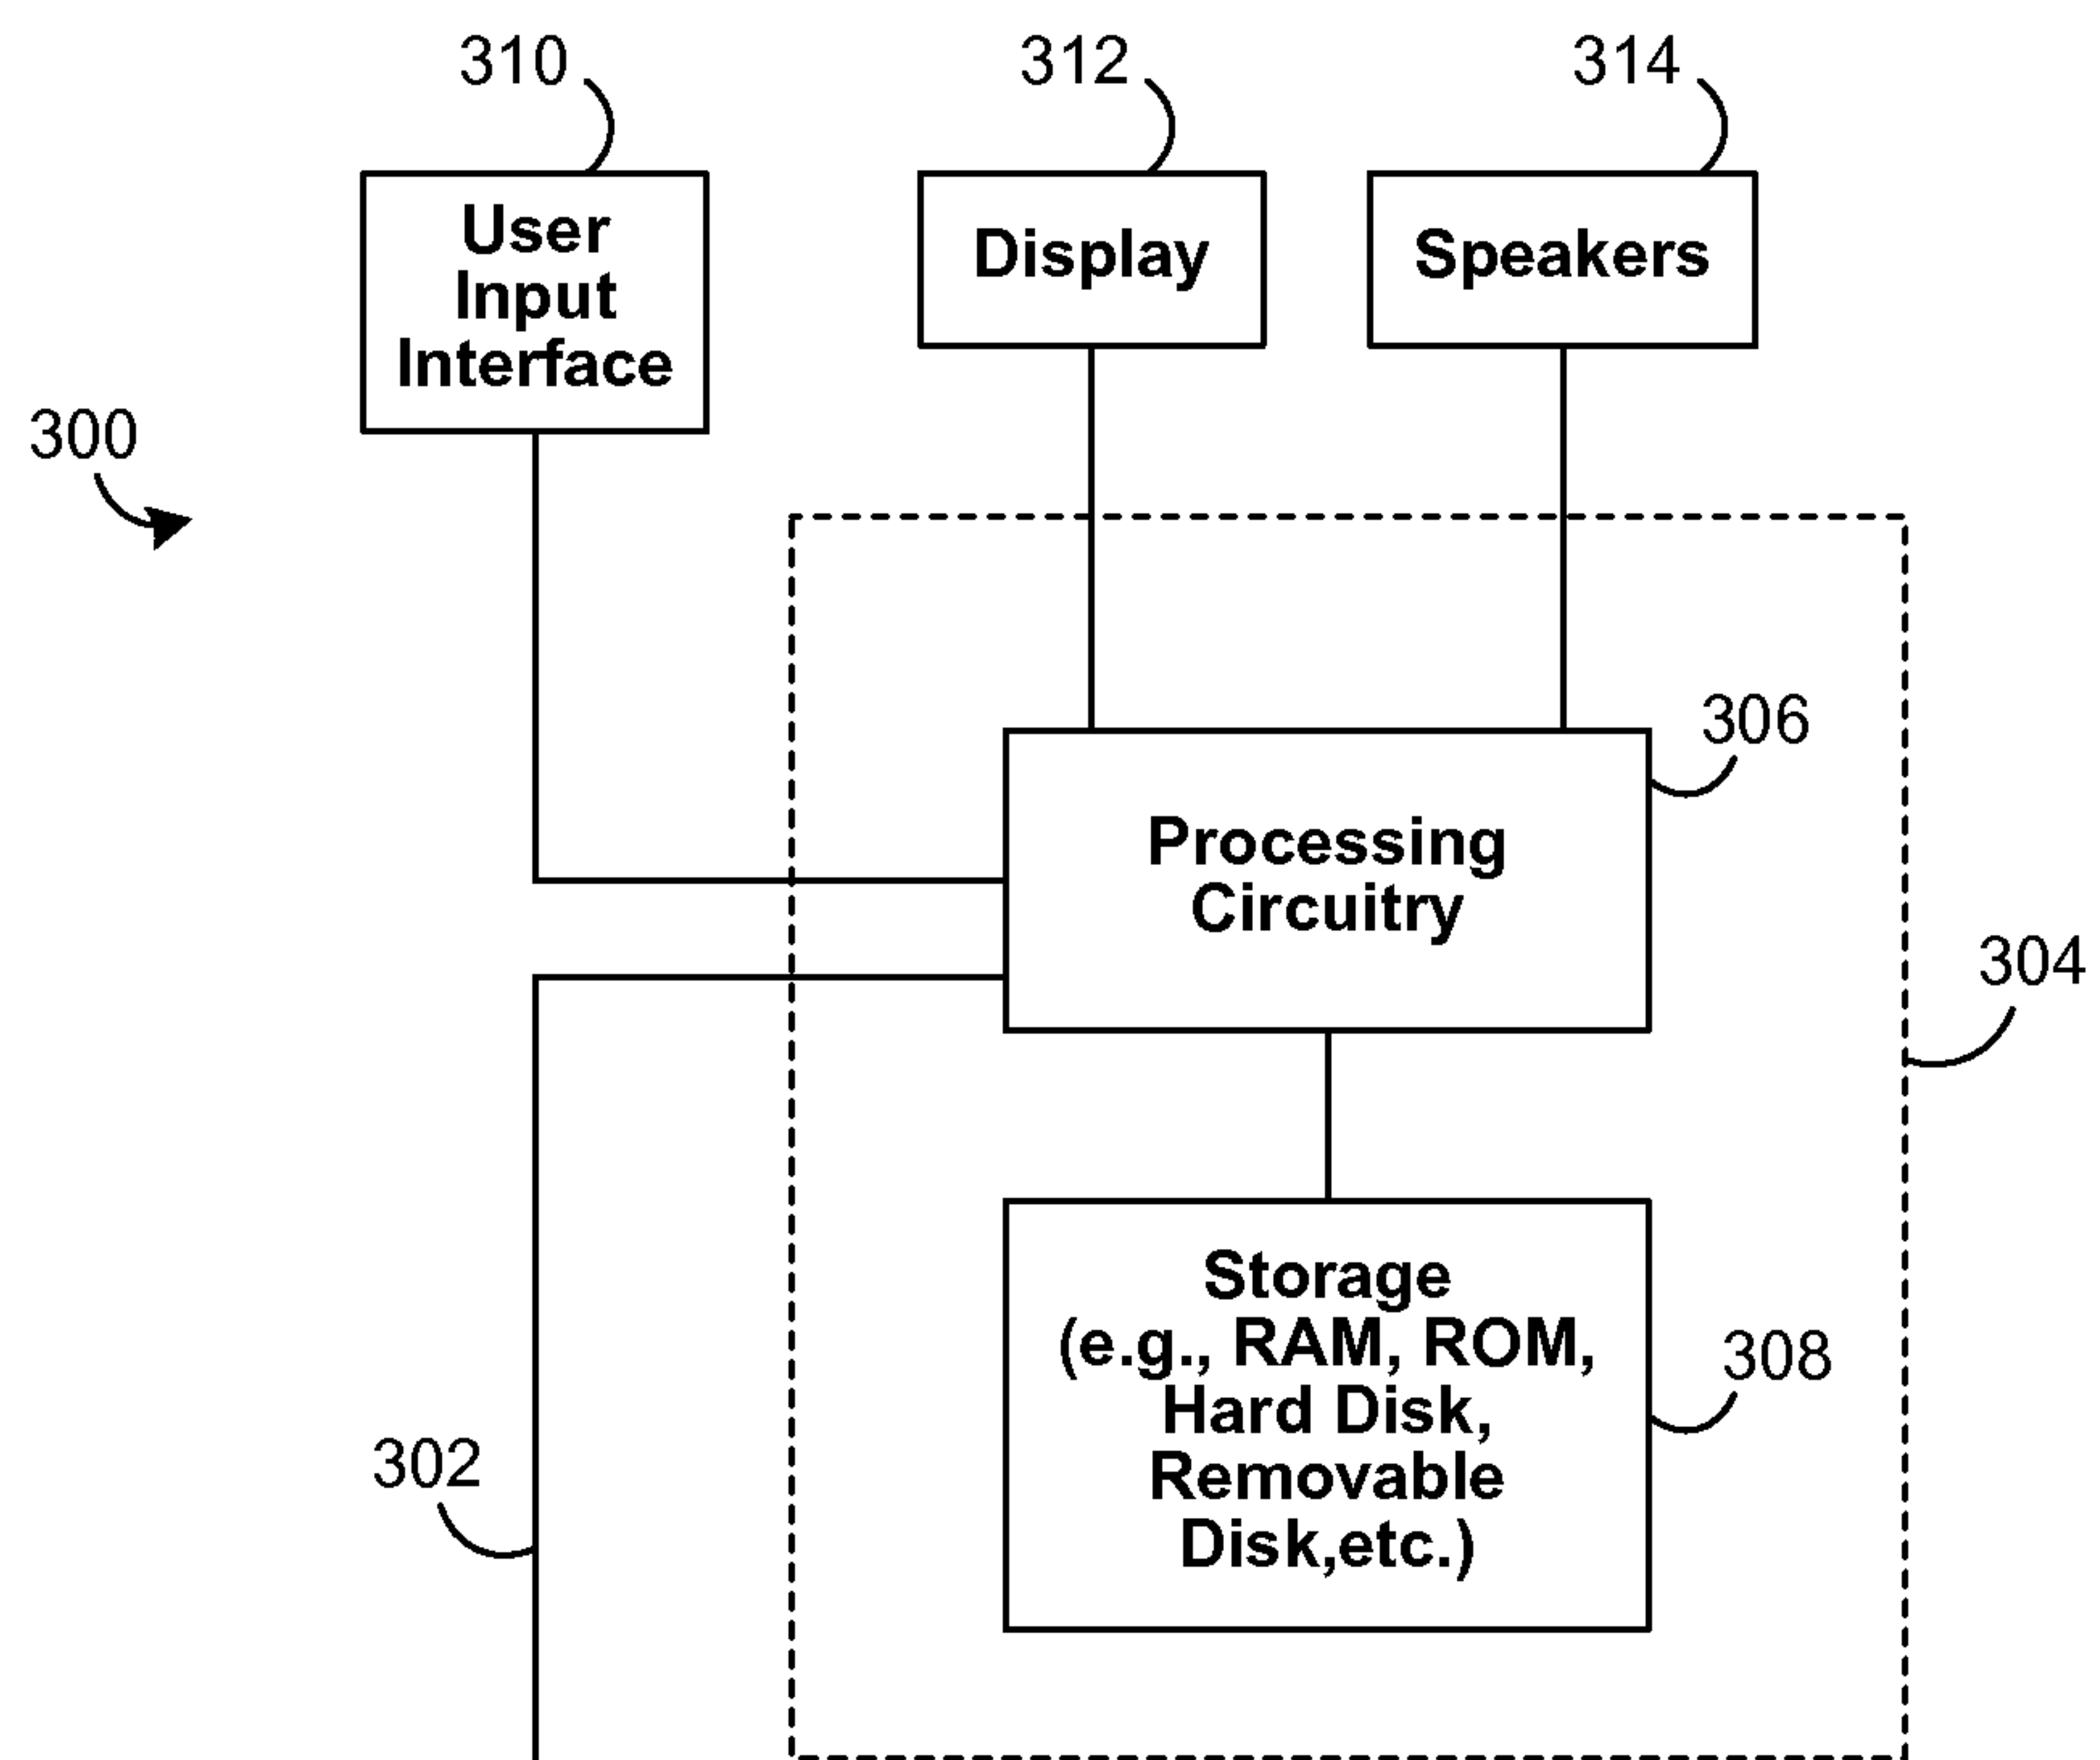 310
312
314
User
Input
Interface
Display
Speakers
300
306
Processing
Circuitry
304
Storage
(e.g., RAM, ROM,
Hard Disk,
Removable
Disk,etc.)
308
302